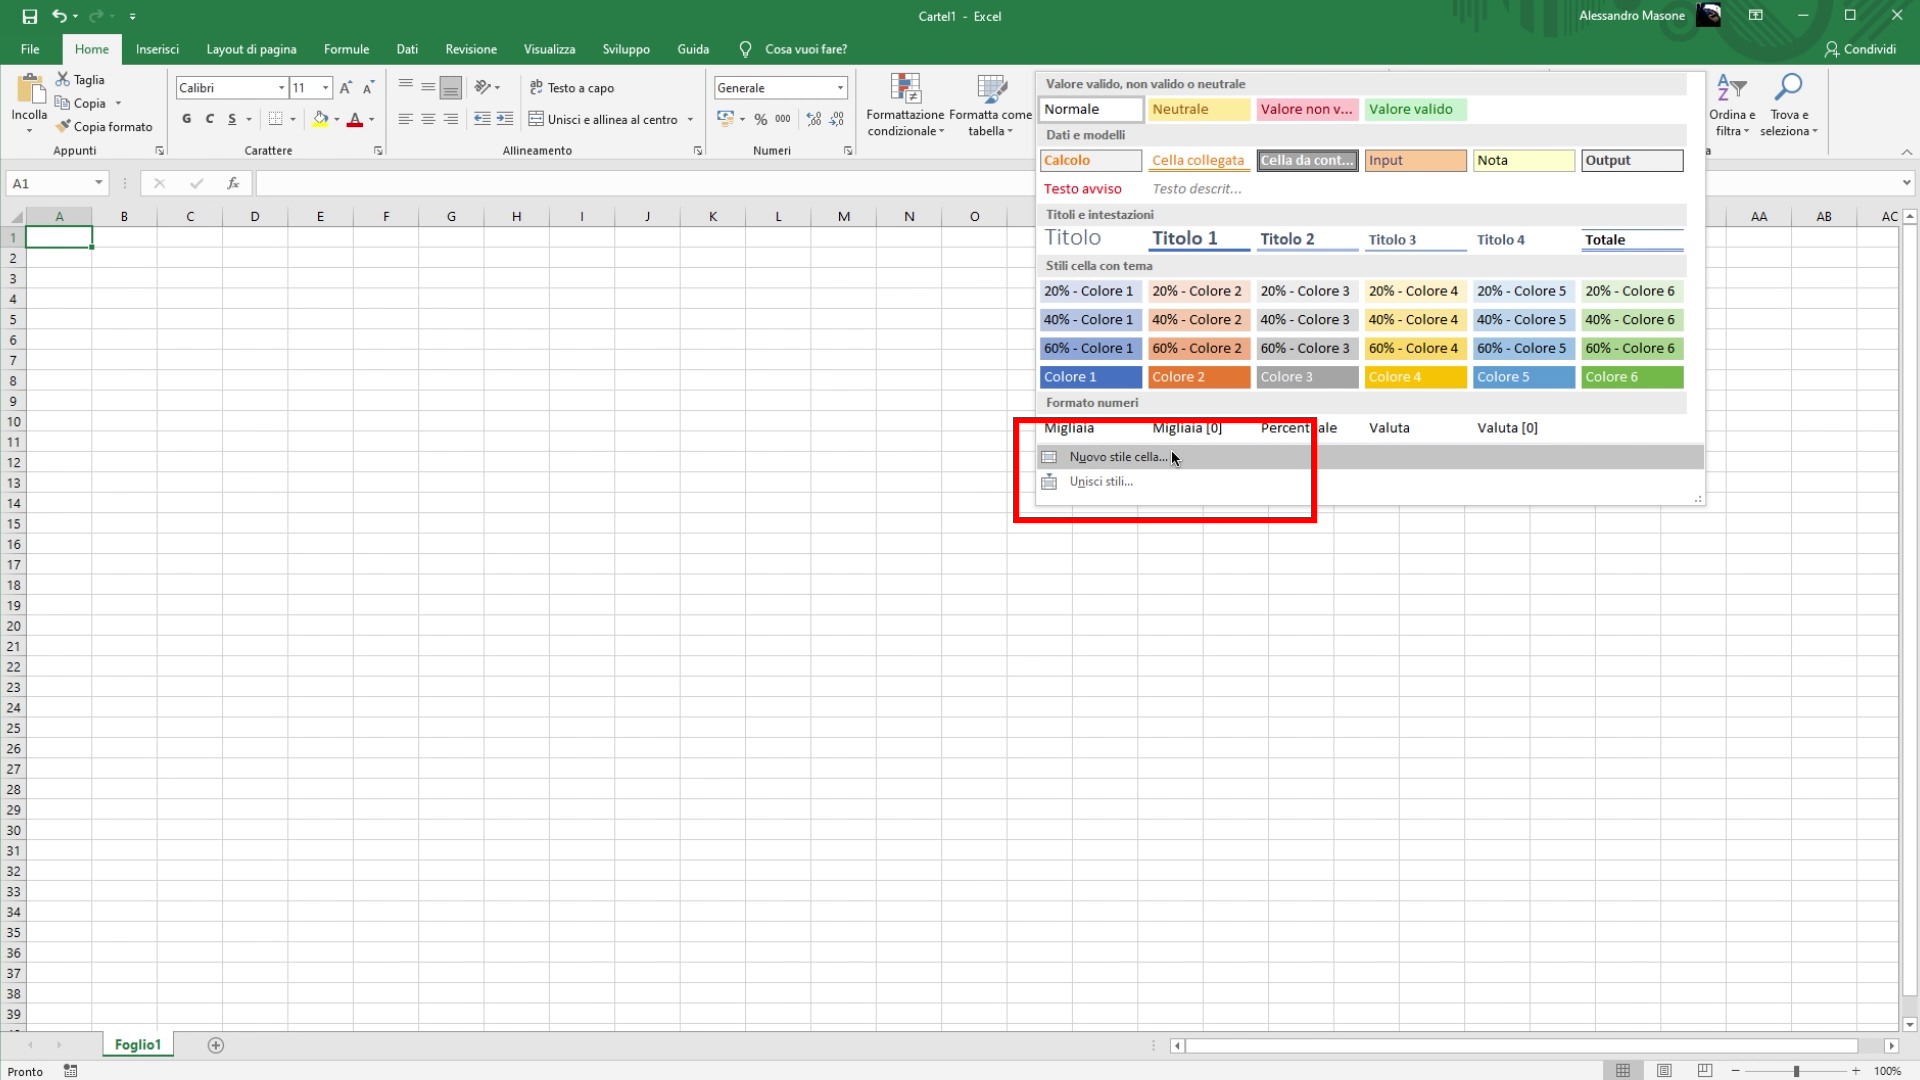 Cartel1 - Excel
Alessandro Masone
File Home Inserisci Layout di pagina Formule Dati Revisione Visualizza Sviluppo Guida Cosa vuoi fare? Condividi
Incolla
Taglia
Copia
Copia formato
Appunti
Calibri 11
G C S
Carattere
Testo a capo
Unisci e allinea al centro
Allineamento
Generale
% 000
Numeri
Formattazione condizionale
Formatta come tabella
Ordina e filtra
Trova e seleziona
Valore valido, non valido o neutrale
Normale Neutrale Valore non v... Valore valido
Dati e modelli
Calcolo Cella collegata Cella da cont... Input Nota Output
Testo avviso Testo descrit...
Titoli e intestazioni
Titolo Titolo 1 Titolo 2 Titolo 3 Titolo 4 Totale
Stili cella con tema
20% - Colore 1 20% - Colore 2 20% - Colore 3 20% - Colore 4 20% - Colore 5 20% - Colore 6
40% - Colore 1 40% - Colore 2 40% - Colore 3 40% - Colore 4 40% - Colore 5 40% - Colore 6
60% - Colore 1 60% - Colore 2 60% - Colore 3 60% - Colore 4 60% - Colore 5 60% - Colore 6
Colore 1 Colore 2 Colore 3 Colore 4 Colore 5 Colore 6
Formato numeri
Migliaia Migliaia [0] Percentuale Valuta Valuta [0]
Nuovo stile cella...
Unisci stili...
A1 fx
A B C D E F G H I J K L M N O AA AB AC
1
2
3
4
5
6
7
8
9
10
11
12
13
14
15
16
17
18
19
20
21
22
23
24
25
26
27
28
29
30
31
32
33
34
35
36
37
38
39
Foglio1
Pronto
100%